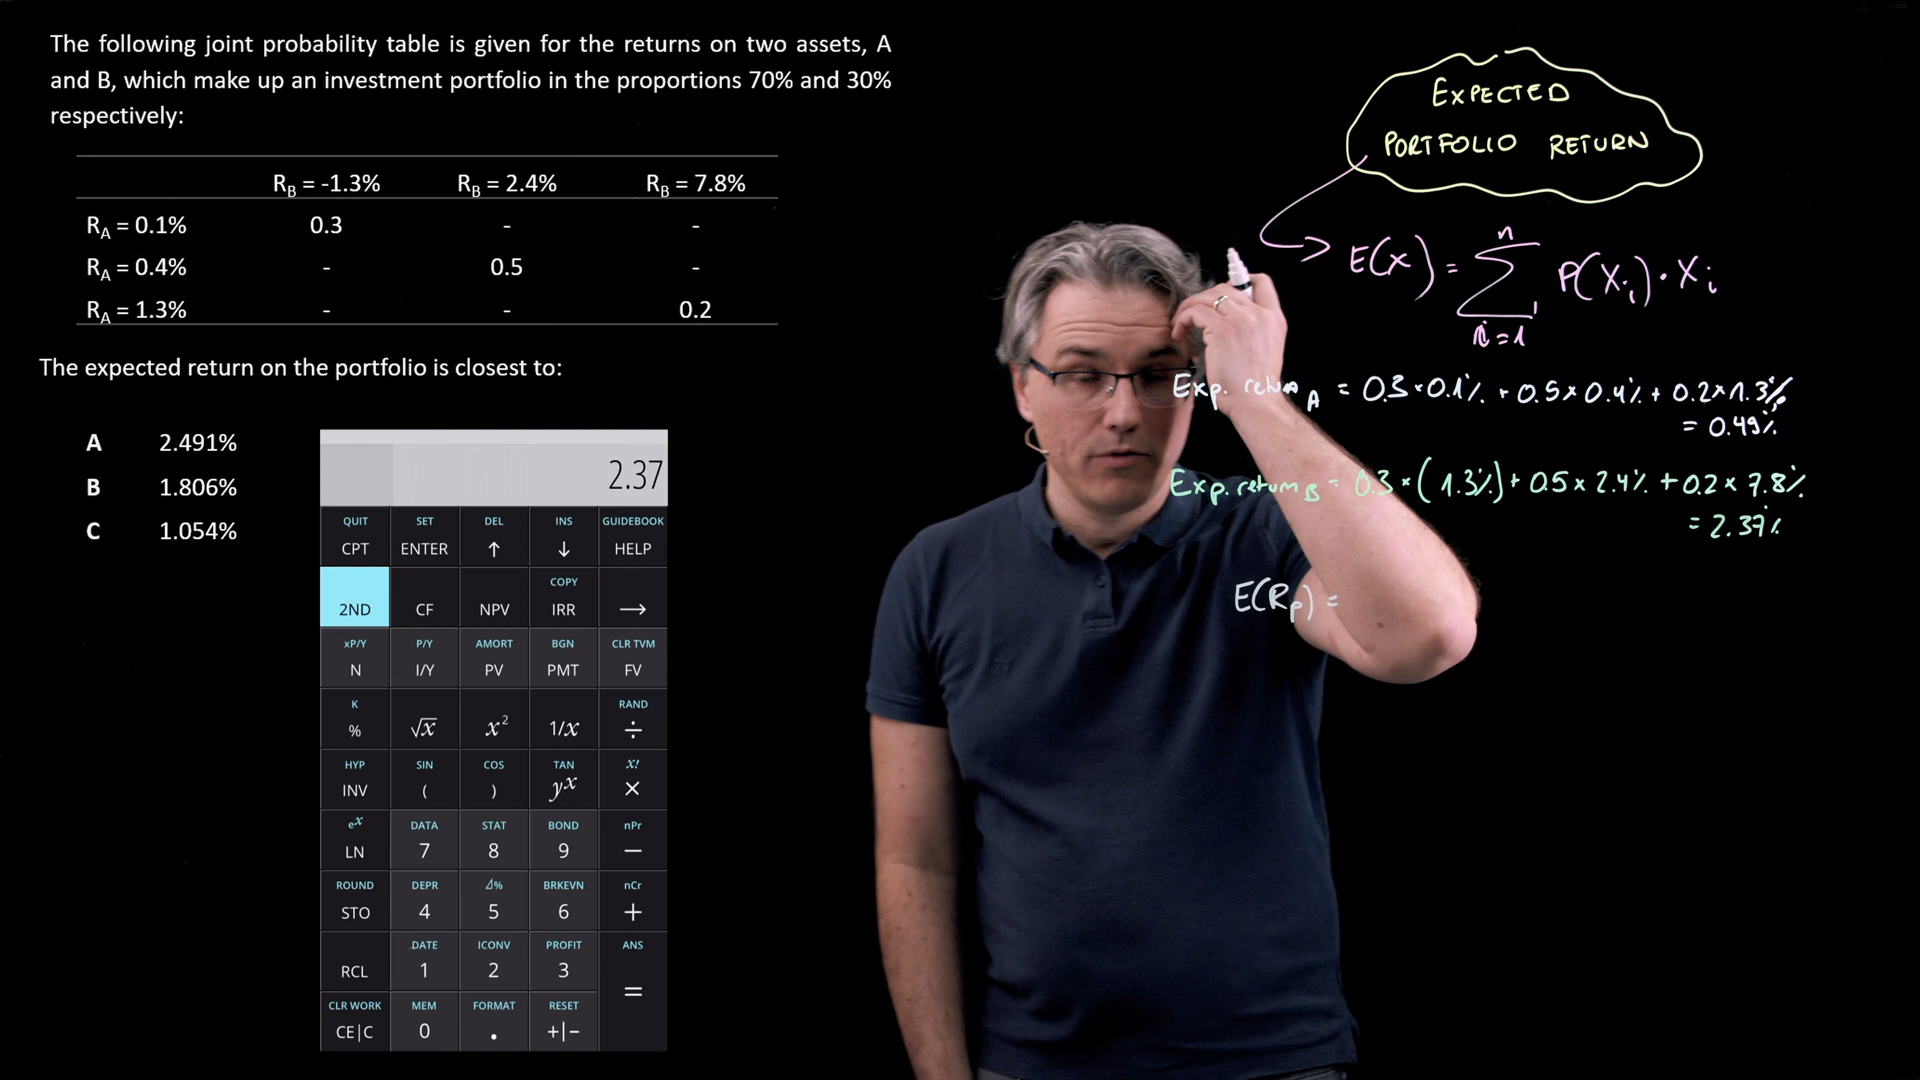 The following joint probability table is given for the returns on two assets, A
and B, which make up an investment portfolio in the proportions 70% and 30%
respectively:
R_B = -1.3% R_B = 2.4% R_B = 7.8%
R_A = 0.1% 0.3 - -
R_A = 0.4% - 0.5 -
R_A = 1.3% - - 0.2
The expected return on the portfolio is closest to:
A 2.491%
B 1.806%
C 1.054%
2.37
QUIT SET DEL INS GUIDEBOOK
CPT ENTER ↑ ↓ HELP
COPY
2ND CF NPV IRR →
xP/Y P/Y AMORT BGN CLR TVM
N I/Y PV PMT FV
K RAND
% √x x² 1/x ÷
HYP SIN COS TAN x!
INV ( ) yˣ ×
eˣ DATA STAT BOND nPr
LN 7 8 9 −
ROUND DEPR Δ% BRKEVN nCr
STO 4 5 6 +
DATE ICONV PROFIT ANS
RCL 1 2 3 =
CLR WORK MEM FORMAT RESET
CE|C 0 . +|−
EXPECTED
PORTFOLIO RETURN
E(X) = n Σ i=1 P(Xi) · Xi
Exp. return A = 0.3 × 0.1% + 0.5 × 0.4% + 0.2 × 1.3%
= 0.49%
Exp. return B = 0.3 × ( 1.3%) + 0.5 × 2.4% + 0.2 × 7.8%
= 2.37%
E(Rp) =